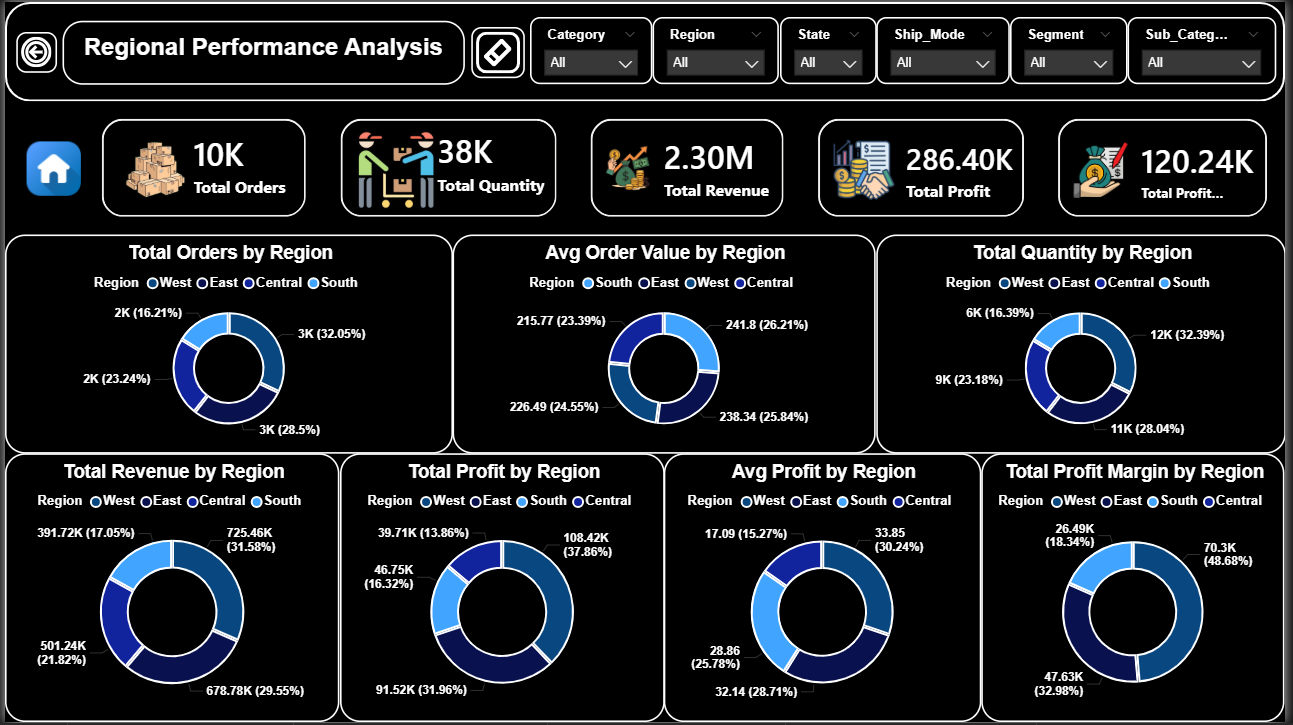 Regional Performance Analysis
Category
All
Region
All
State
All
Ship_Mode
All
Segment
All
Sub_Categ...
All
10K
Total Orders
38K
Total Quantity
2.30M
Total Revenue
286.40K
Total Profit
120.24K
Total Profit...
Total Orders by Region
Region West East Central South
2K (16.21%)
3K (32.05%)
2K (23.24%)
3K (28.5%)
Avg Order Value by Region
Region South East West Central
215.77 (23.39%)
241.8 (26.21%)
226.49 (24.55%)
238.34 (25.84%)
Total Quantity by Region
Region West East Central South
6K (16.39%)
12K (32.39%)
9K (23.18%)
11K (28.04%)
Total Revenue by Region
Region West East Central South
391.72K (17.05%)
725.46K
(31.58%)
501.24K
(21.82%)
678.78K (29.55%)
Total Profit by Region
Region West East South Central
39.71K (13.86%)
108.42K
(37.86%)
46.75K
(16.32%)
91.52K (31.96%)
Avg Profit by Region
Region West East South Central
17.09 (15.27%)
33.85
(30.24%)
28.86
(25.78%)
32.14 (28.71%)
Total Profit Margin by Region
Region West East South Central
26.49K
(18.34%)
70.3K
(48.68%)
47.63K
(32.98%)